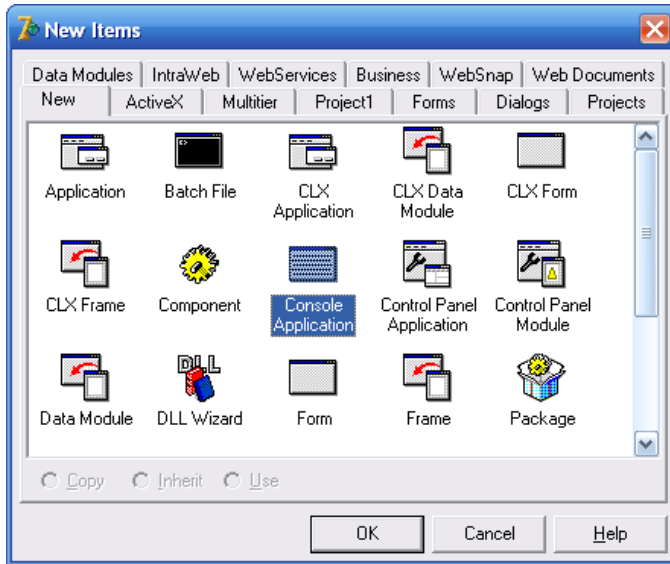 New Items
Data Modules IntraWeb WebServices Business WebSnap Web Documents
New ActiveX Multitier Project1 Forms Dialogs Projects
Application Batch File CLX Application CLX Data Module CLX Form
CLX Frame Component Console Application Control Panel Application Control Panel Module
DLL
Data Module DLL Wizard Form Frame Package
Copy Inherit Use
OK Cancel Help